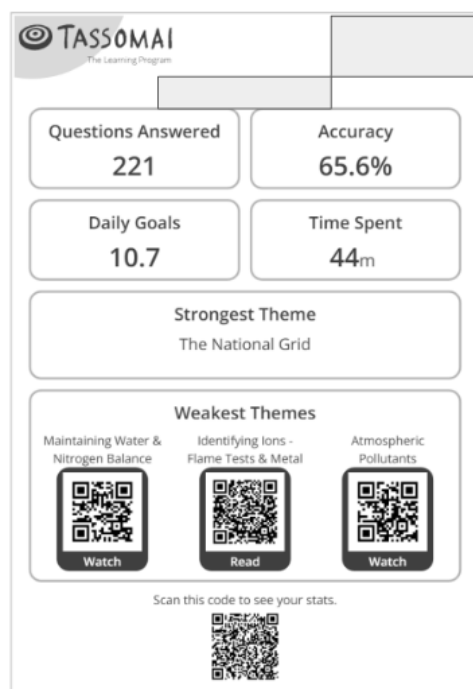 TASSOMAI
The Learning Program
Questions Answered
221
Accuracy
65.6%
Daily Goals
10.7
Time Spent
44m
Strongest Theme
The National Grid
Weakest Themes
Maintaining Water &
Nitrogen Balance
Watch
Identifying Ions -
Flame Tests & Metal
Read
Atmospheric
Pollutants
Watch
Scan this code to see your stats.